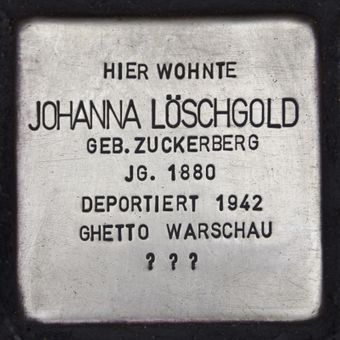 HIER WOHNTE
JOHANNA LÖSCHGOLD
GEB. ZUCKERBERG
JG. 1880
DEPORTIERT 1942
GHETTO WARSCHAU
? ? ?